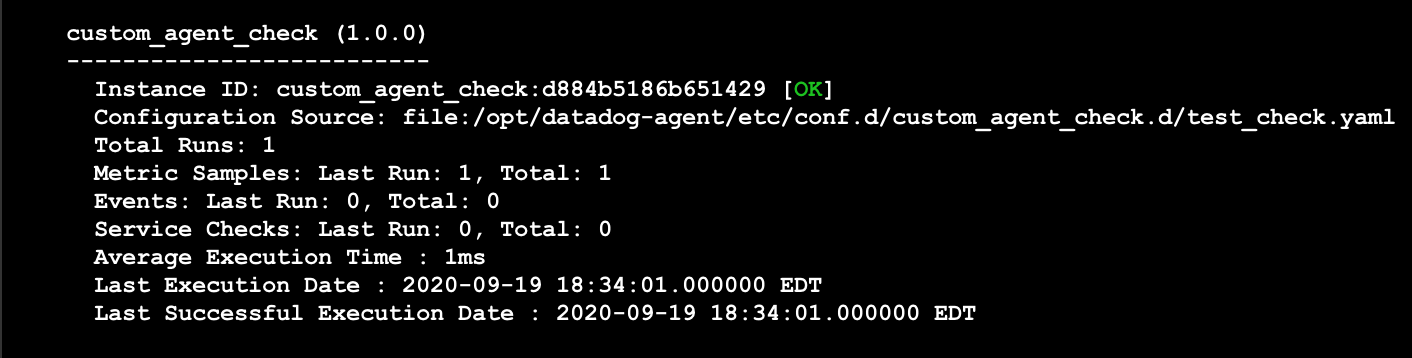 custom_agent_check (1.0.0)
--------------------------
Instance ID: custom_agent_check:d884b5186b651429 [OK]
Configuration Source: file:/opt/datadog-agent/etc/conf.d/custom_agent_check.d/test_check.yaml
Total Runs: 1
Metric Samples: Last Run: 1, Total: 1
Events: Last Run: 0, Total: 0
Service Checks: Last Run: 0, Total: 0
Average Execution Time : 1ms
Last Execution Date : 2020-09-19 18:34:01.000000 EDT
Last Successful Execution Date : 2020-09-19 18:34:01.000000 EDT